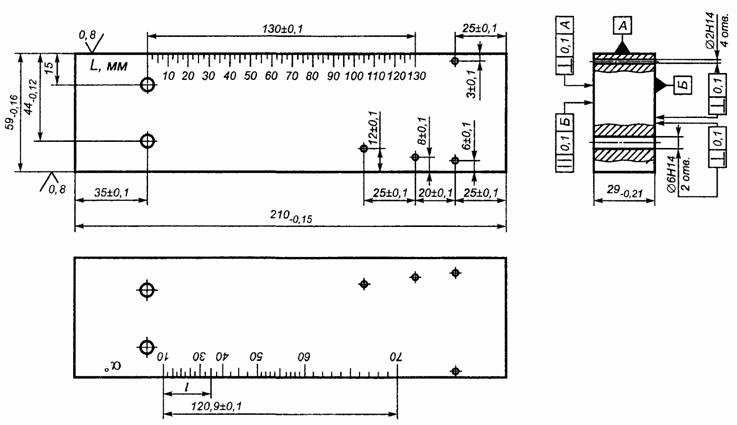 0,8
130±0,1
25±0,1
L, мм
10 20 30 40 50 60 70 80 90 100 110 120 130
15
44-0,12
59-0,16
3±0,1
12±0,1
8±0,1
6±0,1
0,8
35±0,1
25±0,1
20±0,1
25±0,1
210-0,15
А
⊥ 0,1 А
∅2H14
4 отв.
Б
// 0,1 Б
⊥ 0,1
⊥ 0,1
∅6H14
2 отв.
29-0,21
α°
10 30 40 50 60 70
l
120,9±0,1